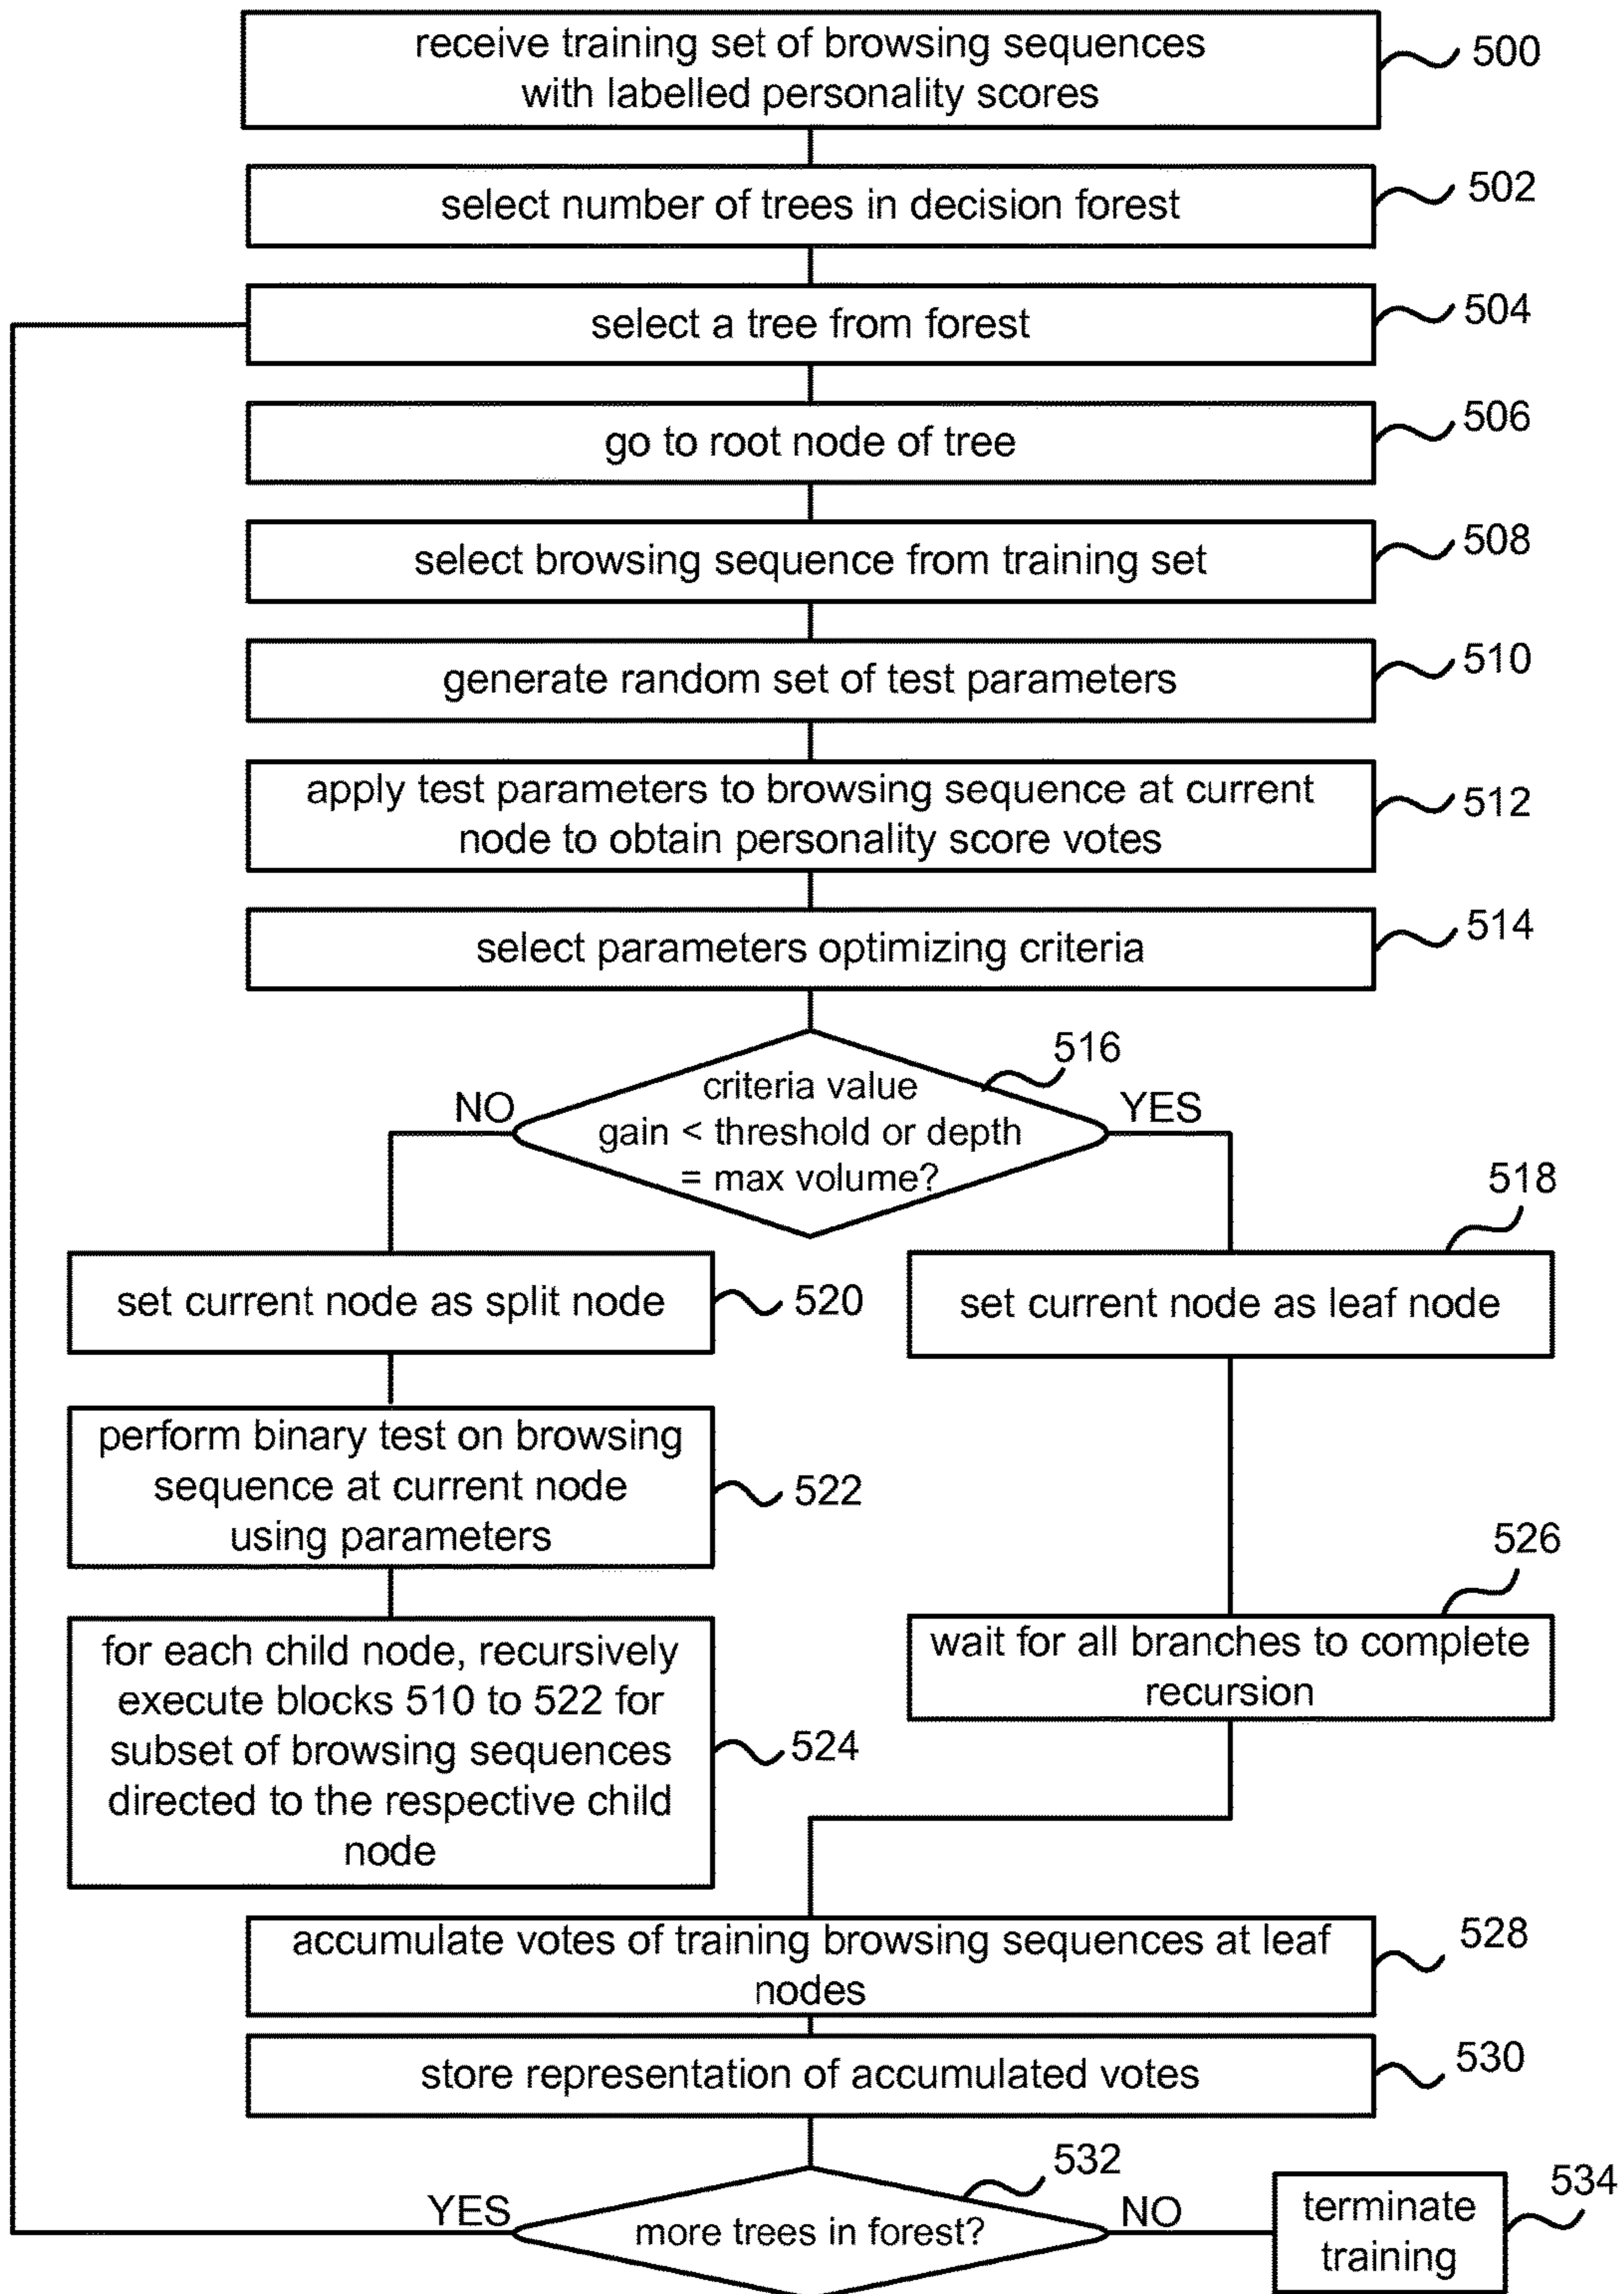 receive training set of browsing sequences
with labelled personality scores
500
select number of trees in decision forest
502
select a tree from forest
504
go to root node of tree
506
select browsing sequence from training set
508
generate random set of test parameters
510
apply test parameters to browsing sequence at current
node to obtain personality score votes
512
select parameters optimizing criteria
514
516
criteria value
gain < threshold or depth
= max volume?
NO
YES
518
set current node as split node
520
set current node as leaf node
perform binary test on browsing
sequence at current node
using parameters
522
526
for each child node, recursively
execute blocks 510 to 522 for
subset of browsing sequences
directed to the respective child
node
524
wait for all branches to complete
recursion
accumulate votes of training browsing sequences at leaf
nodes
528
store representation of accumulated votes
530
532
YES
more trees in forest?
NO
terminate
training
534